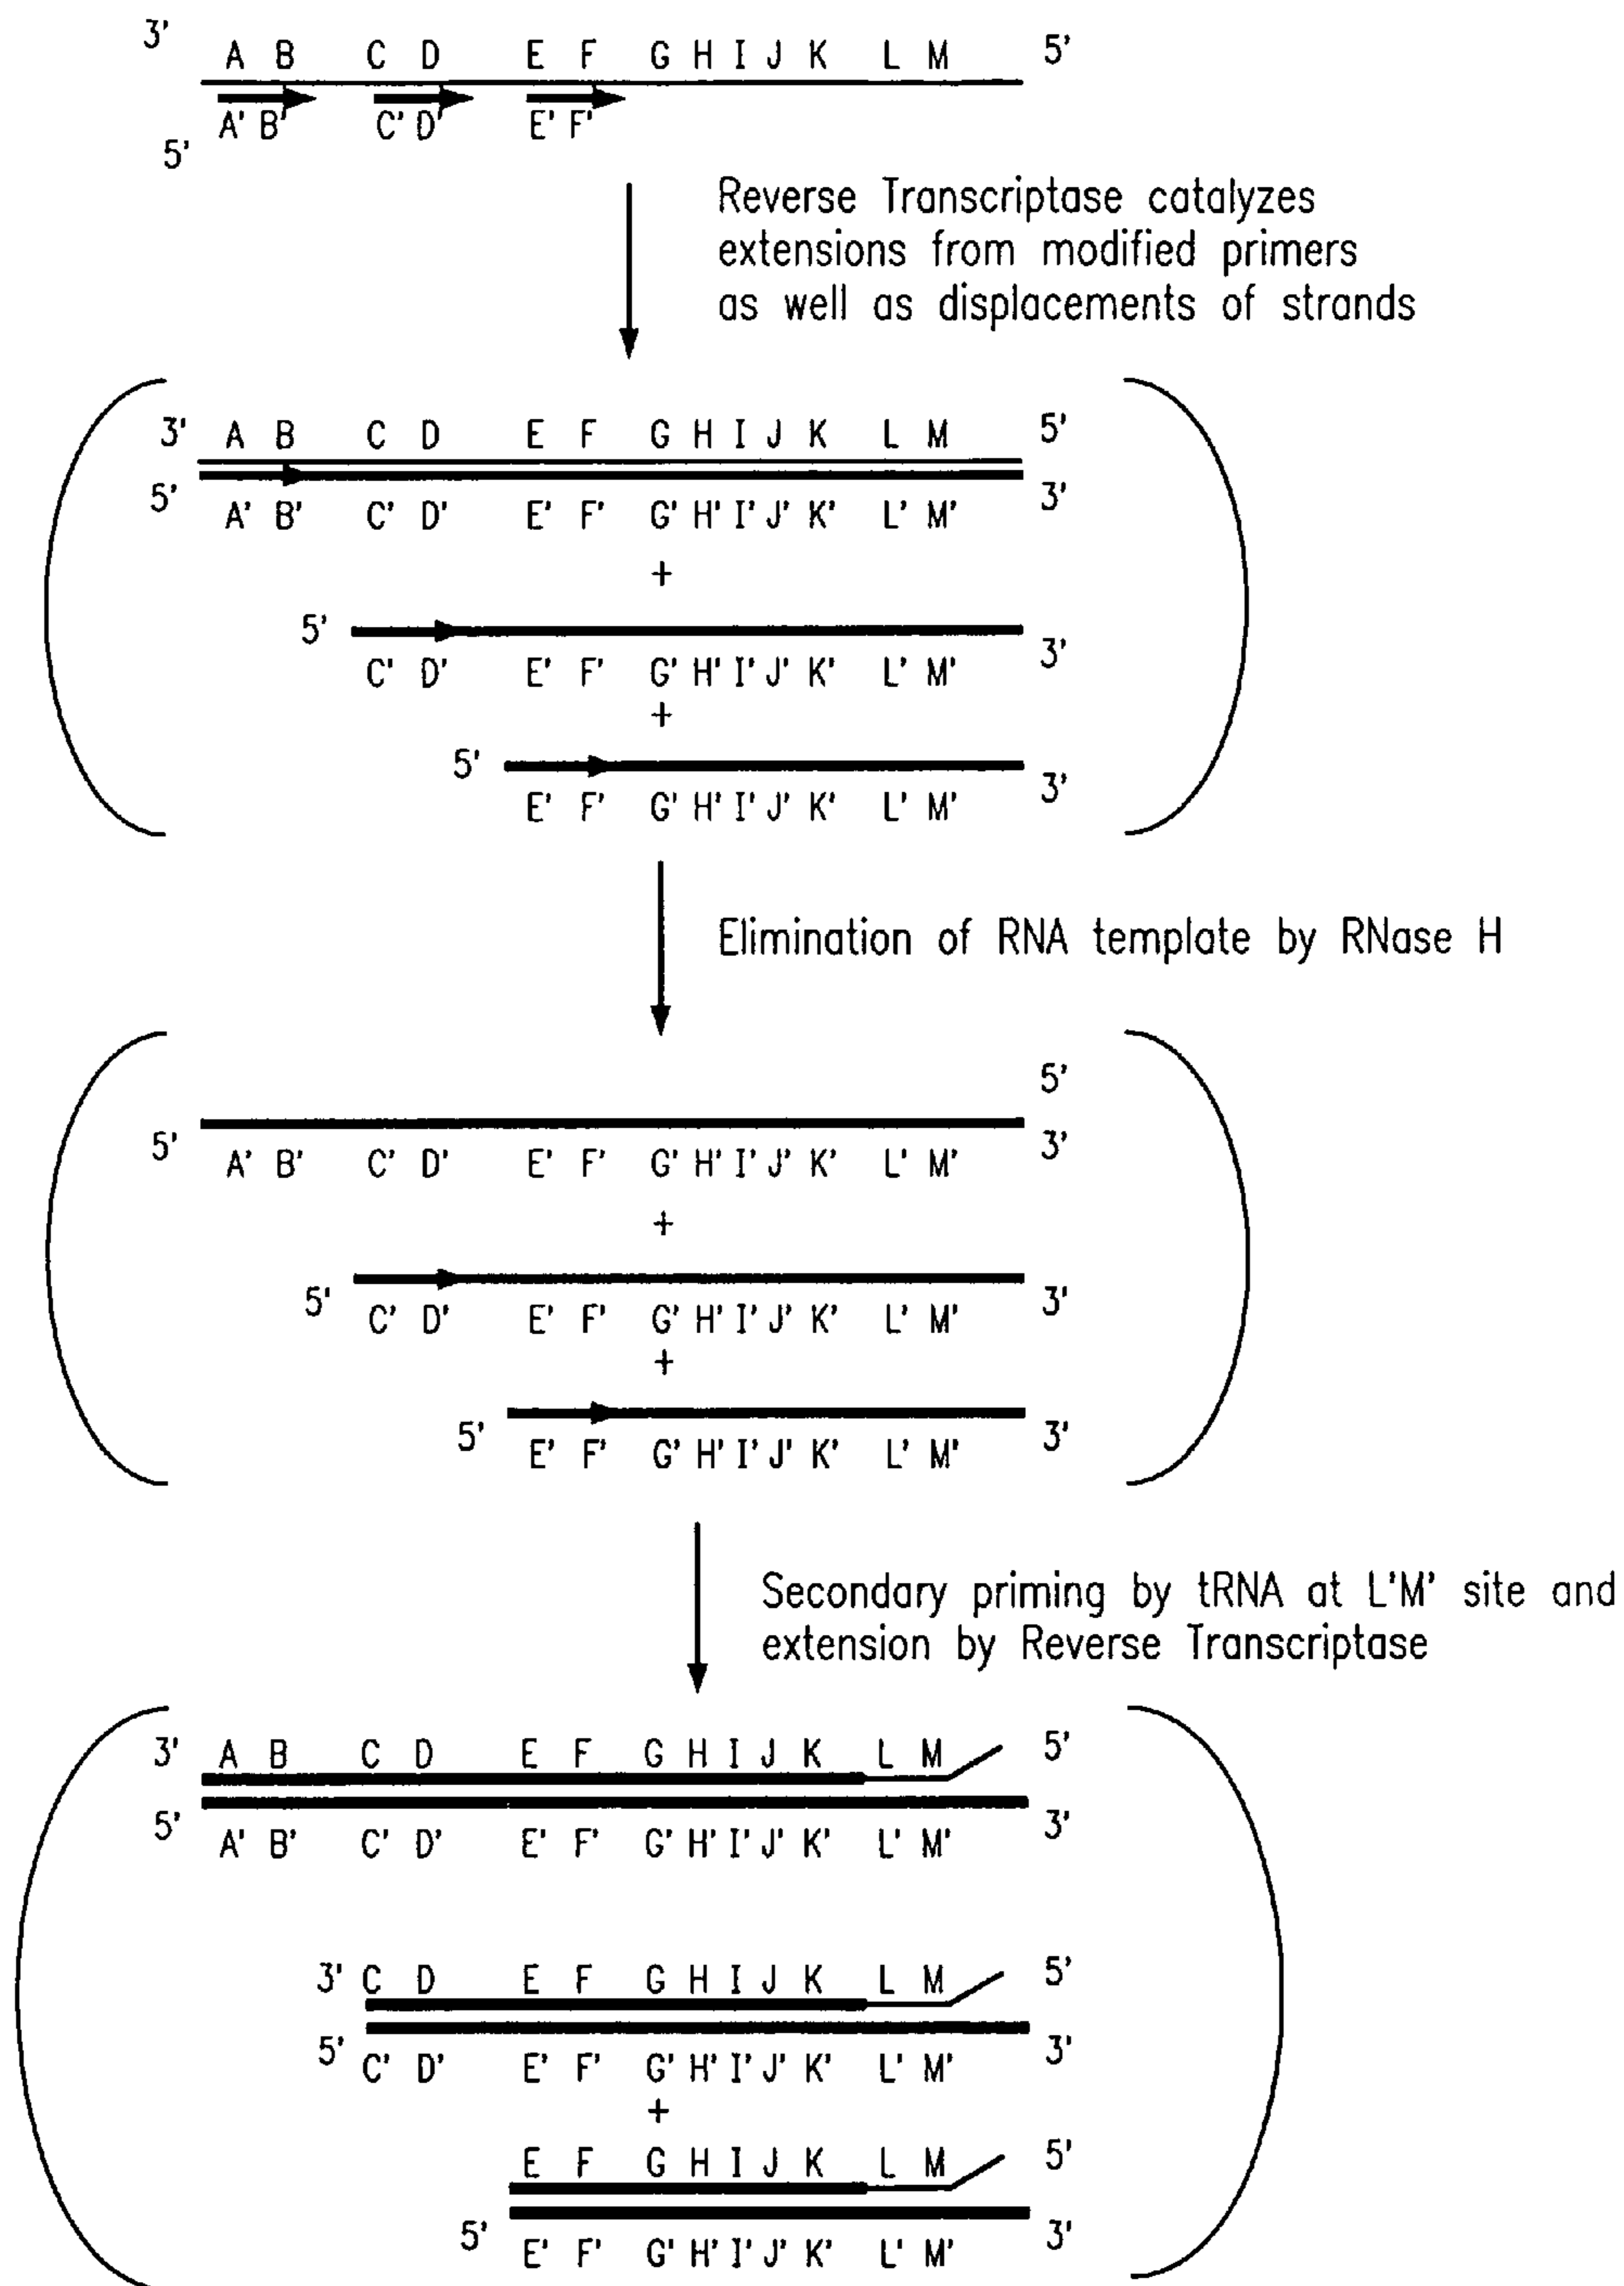 3' A B C D E F G H I J K L M 5'
5' A' B' C' D' E' F'
Reverse Transcriptase catalyzes
extensions from modified primers
as well as displacements of strands
3' A B C D E F G H I J K L M 5'
5' A' B' C' D' E' F' G' H' I' J' K' L' M' 3'
+
5' 3'
C' D' E' F' G' H' I' J' K' L' M'
+
5' 3'
E' F' G' H' I' J' K' L' M'
Elimination of RNA template by RNase H
5'
5' 3'
A' B' C' D' E' F' G' H' I' J' K' L' M'
+
5' 3'
C' D' E' F' G' H' I' J' K' L' M'
+
5' 3'
E' F' G' H' I' J' K' L' M'
Secondary priming by tRNA at L'M' site and
extension by Reverse Transcriptase
3' A B C D E F G H I J K L M 5'
5' 3'
A' B' C' D' E' F' G' H' I' J' K' L' M'
3' C D E F G H I J K L M 5'
5' 3'
C' D' E' F' G' H' I' J' K' L' M'
+
E F G H I J K L M 5'
5' 3'
E' F' G' H' I' J' K' L' M'